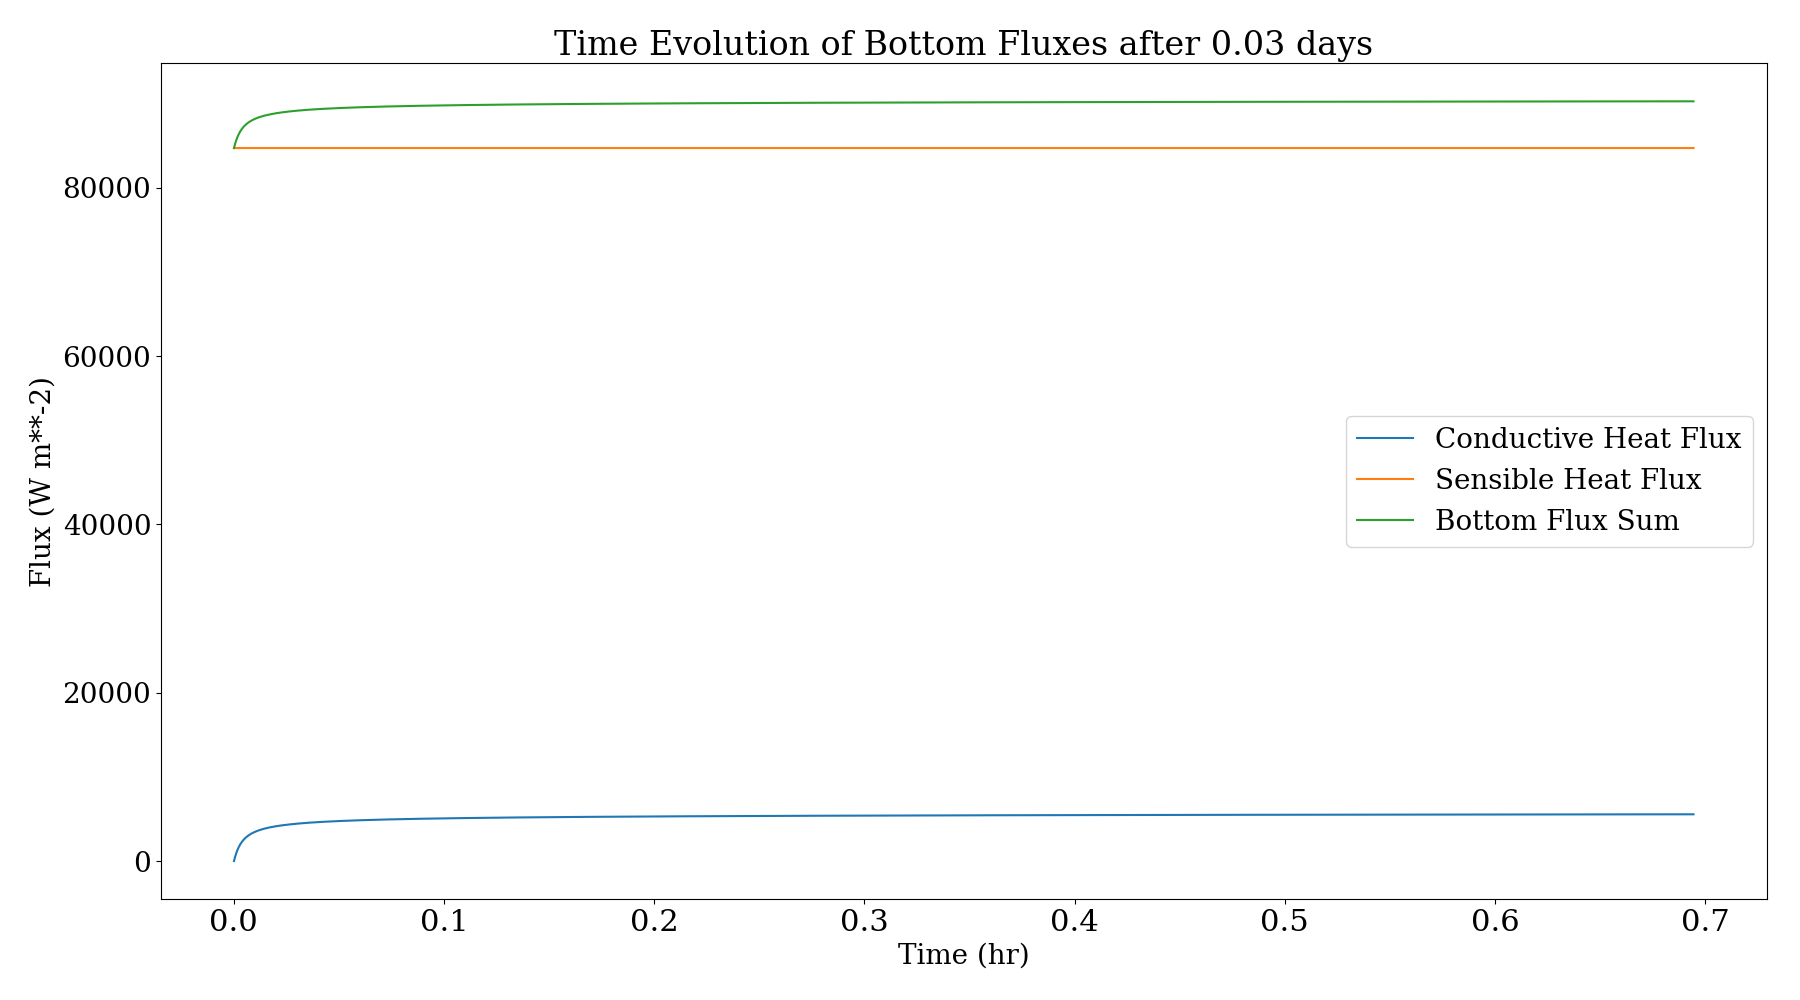 Time Evolution of Bottom Fluxes after 0.03 days
Flux (W m**-2)
80000
60000
40000
20000
0
Conductive Heat Flux
Sensible Heat Flux
Bottom Flux Sum
0.0 0.1 0.2 0.3 0.4 0.5 0.6 0.7
Time (hr)